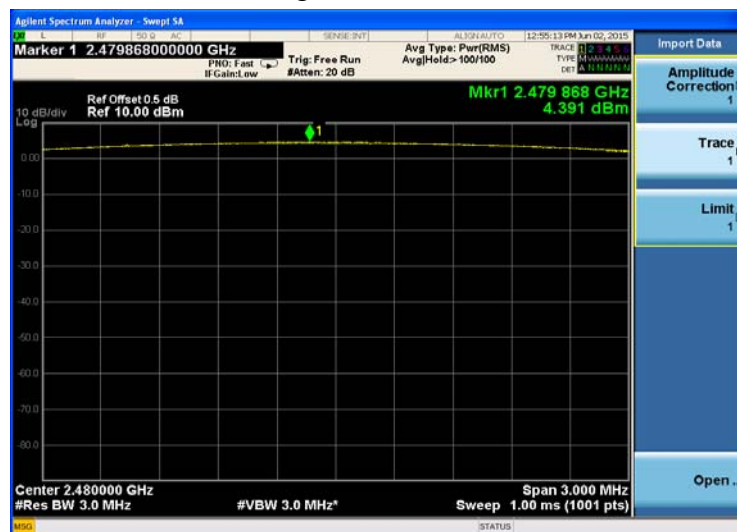 Agilent Spectrum Analyzer - Swept SA
L RF 50 Ω AC SENSE:INT ALIGN AUTO 12:55:13 PM Jun 02, 2015
Marker 1 2.479868000000 GHz
PNO: Fast
IFGain:Low
Trig: Free Run
#Atten: 20 dB
Avg Type: Pwr(RMS)
Avg|Hold:>100/100
TRACE 1 2 3 4 5 6
TYPE M
DET A N N N N N
Ref Offset 0.5 dB
Ref 10.00 dBm
10 dB/div
Log
Mkr1 2.479 868 GHz
4.391 dBm
1
0.00
-10.0
-20.0
-30.0
-40.0
-50.0
-60.0
-70.0
-80.0
Center 2.480000 GHz
#Res BW 3.0 MHz
#VBW 3.0 MHz*
Span 3.000 MHz
Sweep 1.00 ms (1001 pts)
MSG STATUS
Import Data
Amplitude
Correction
1
Trace
1
Limit
1
Open...